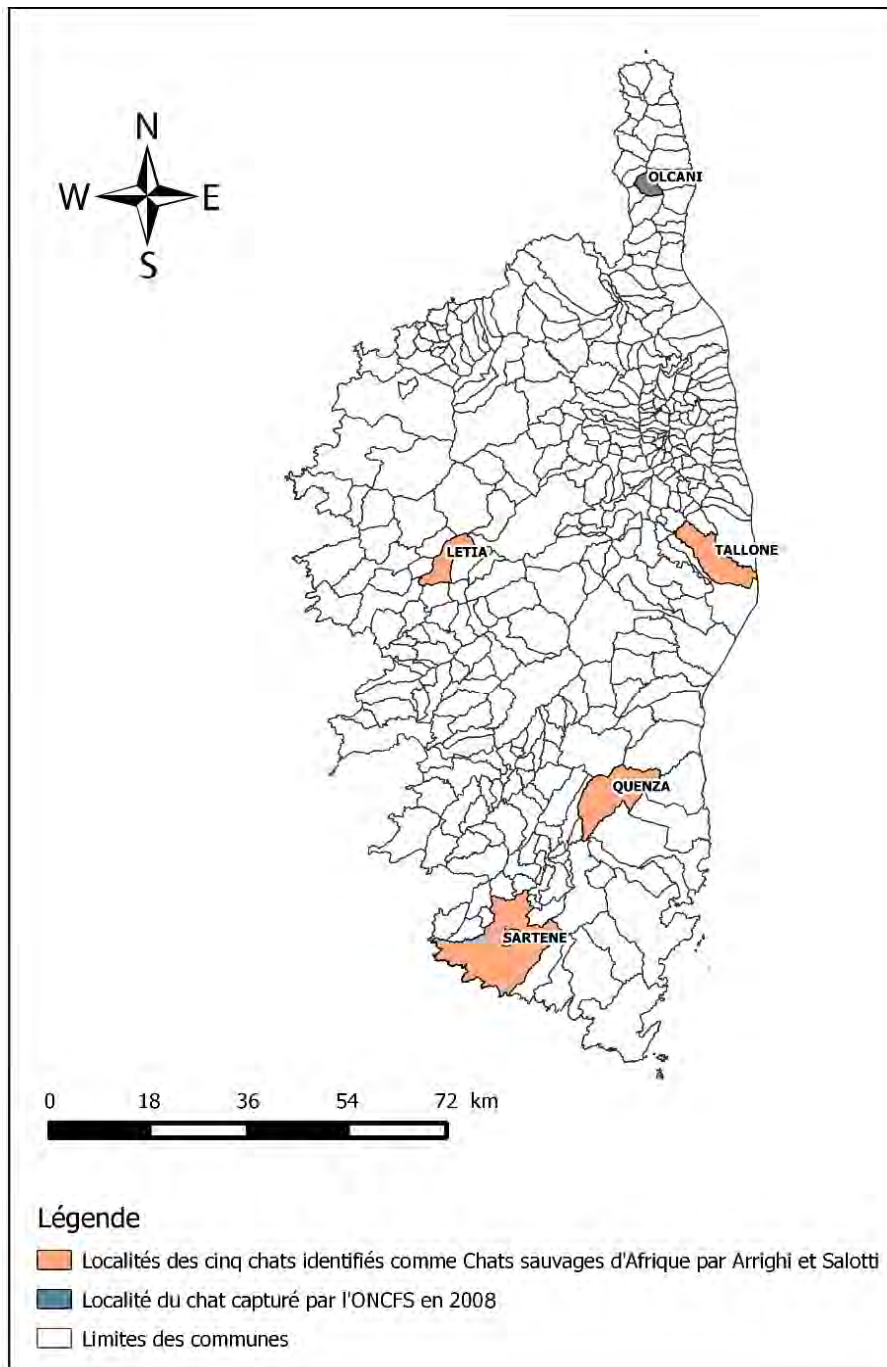 N
W E
S
OLCANI
LETIA
TALLONE
QUENZA
SARTENE
0 18 36 54 72 km
Légende
Localités des cinq chats identifiés comme Chats sauvages d'Afrique par Arrighi et Salotti
Localité du chat capturé par l'ONCFS en 2008
Limites des communes